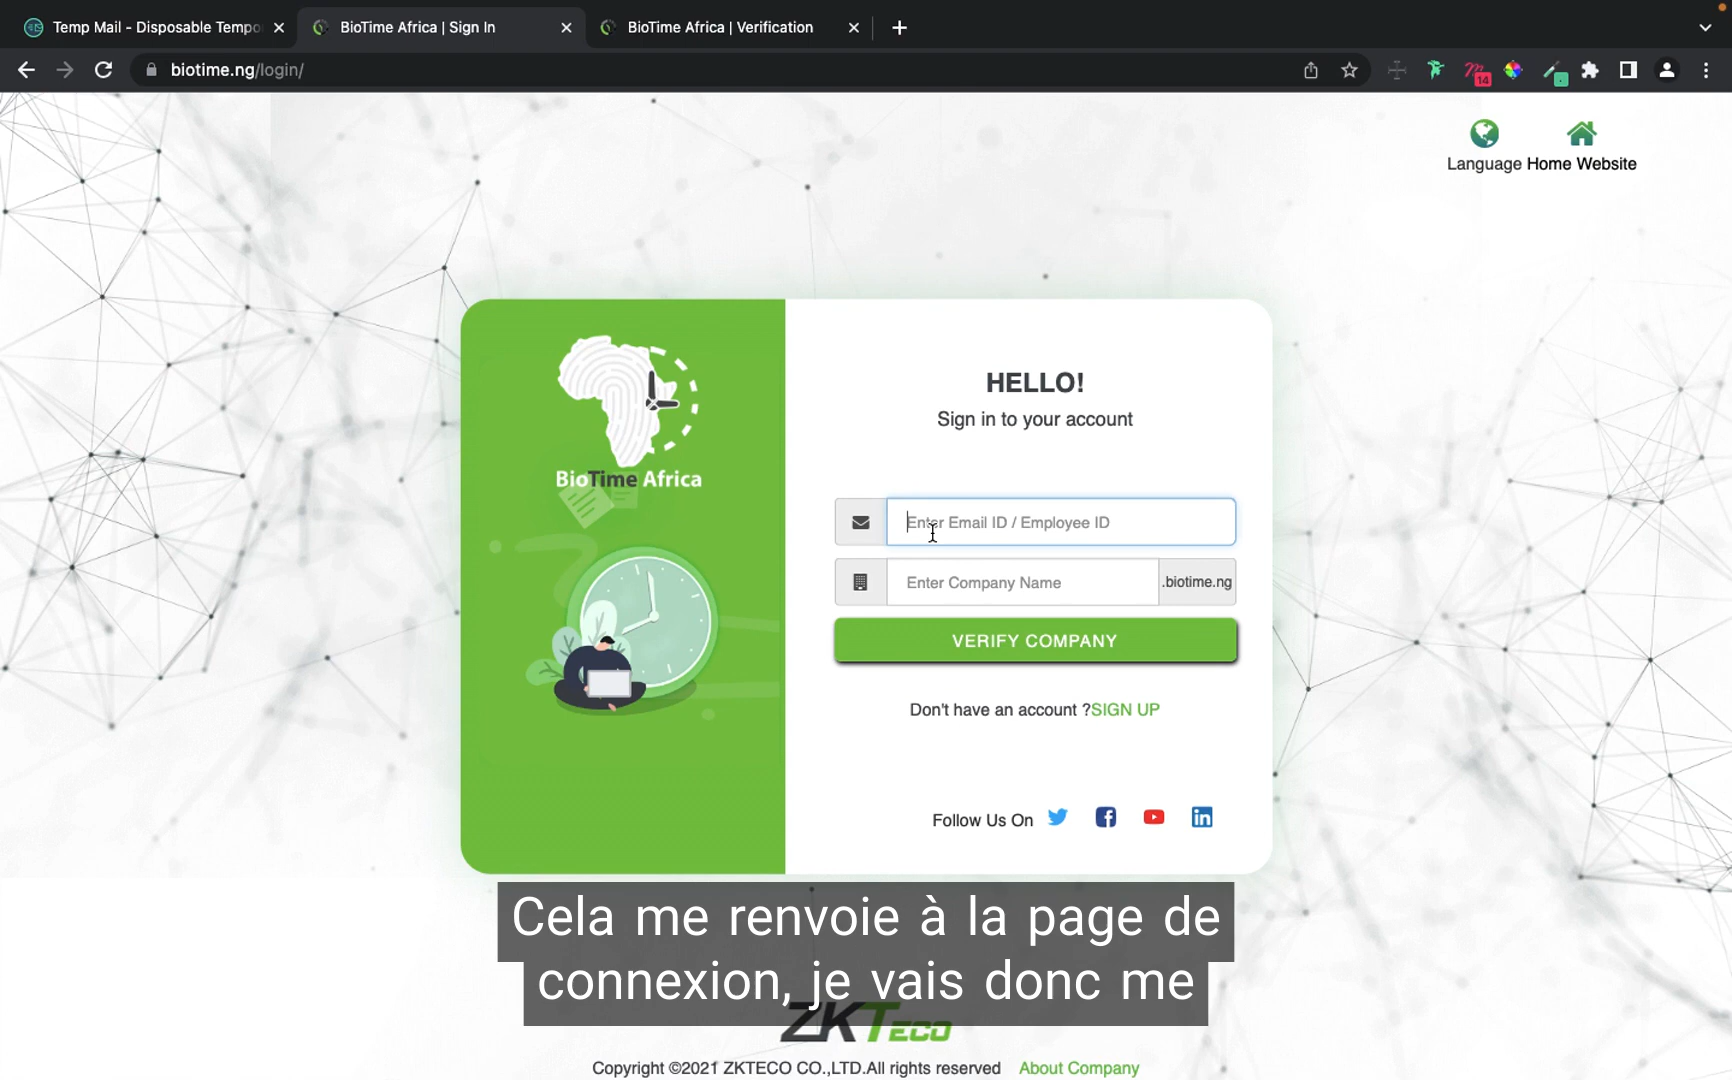 Temp Mail - Disposable Tempo
BioTime Africa | Sign In
BioTime Africa | Verification
biotime.ng/login/
14
Language
Home Website
BioTime Africa
HELLO!
Sign in to your account
Enter Email ID / Employee ID
Enter Company Name
.biotime.ng
VERIFY COMPANY
Don't have an account ?SIGN UP
Follow Us On
Cela me renvoie à la page de
connexion, je vais donc me
ZKTECO
Copyright ©2021 ZKTECO CO.,LTD.All rights reserved About Company